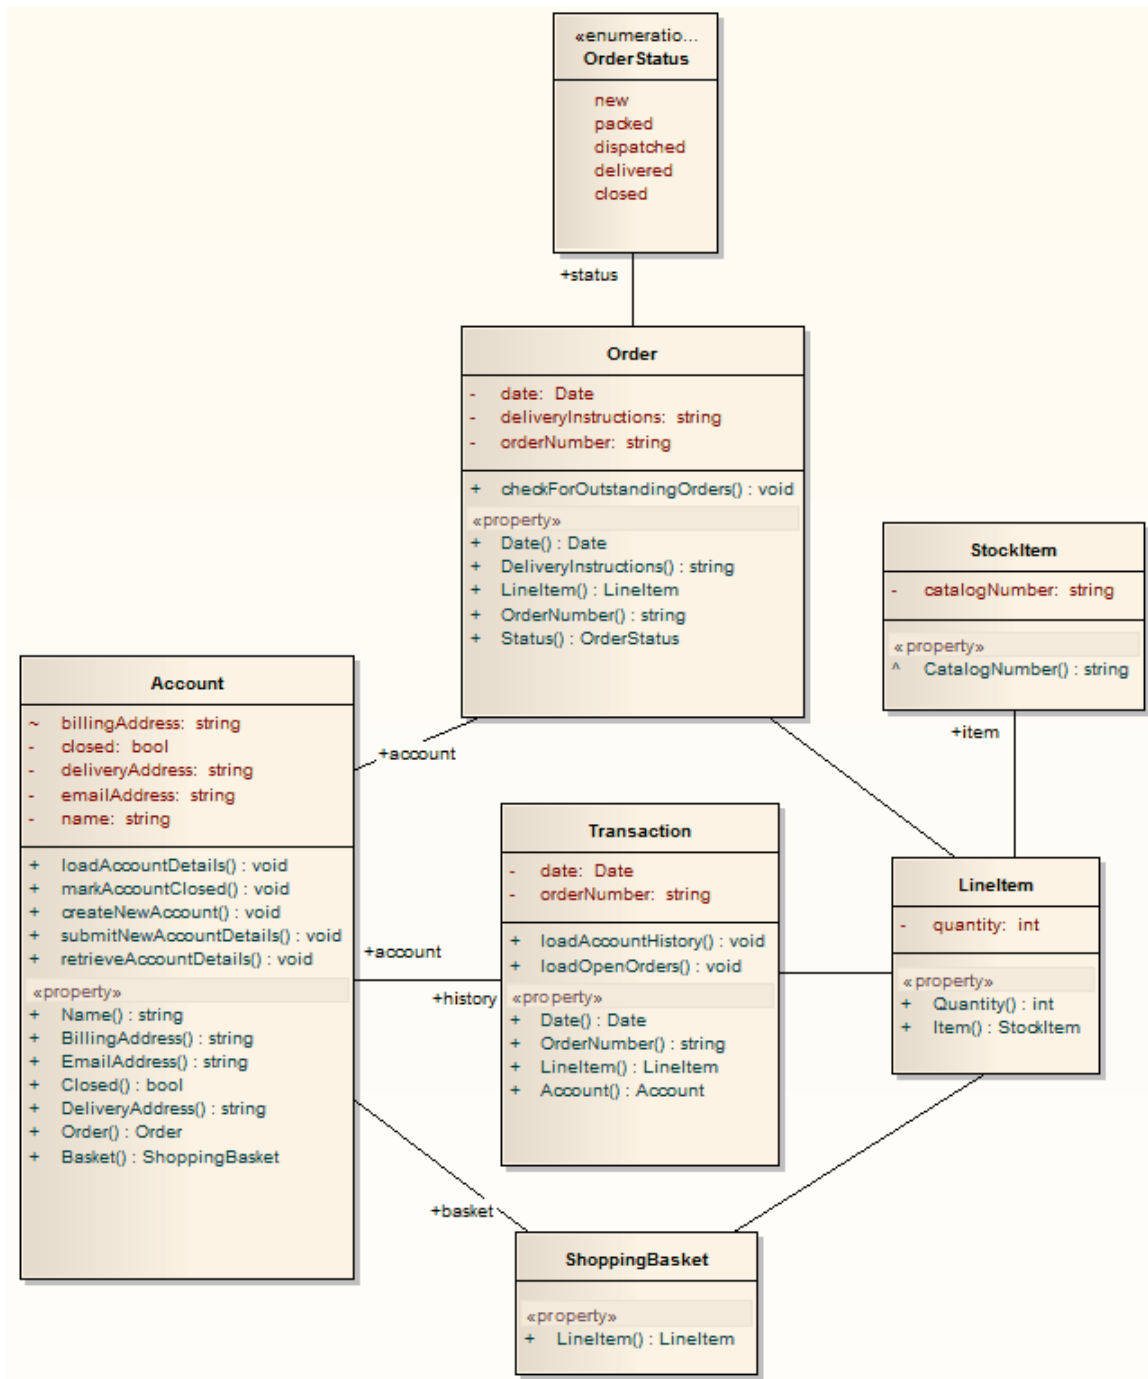 «enumeratio...
OrderStatus
new
packed
dispatched
delivered
closed
+status
Order
- date: Date
- deliveryInstructions: string
- orderNumber: string
+ checkForOutstandingOrders() : void
«property»
+ Date() : Date
+ DeliveryInstructions() : string
+ LineItem() : LineItem
+ OrderNumber() : string
+ Status() : OrderStatus
StockItem
- catalogNumber: string
«property»
^ CatalogNumber() : string
+item
Account
~ billingAddress: string
- closed: bool
- deliveryAddress: string
- emailAddress: string
- name: string
+ loadAccountDetails() : void
+ markAccountClosed() : void
+ createNewAccount() : void
+ submitNewAccountDetails() : void
+ retrieveAccountDetails() : void
«property»
+ Name() : string
+ BillingAddress() : string
+ EmailAddress() : string
+ Closed() : bool
+ DeliveryAddress() : string
+ Order() : Order
+ Basket() : ShoppingBasket
+account
+account
+history
Transaction
- date: Date
- orderNumber: string
+ loadAccountHistory() : void
+ loadOpenOrders() : void
«property»
+ Date() : Date
+ OrderNumber() : string
+ LineItem() : LineItem
+ Account() : Account
LineItem
- quantity: int
«property»
+ Quantity() : int
+ Item() : StockItem
+basket
ShoppingBasket
«property»
+ LineItem() : LineItem